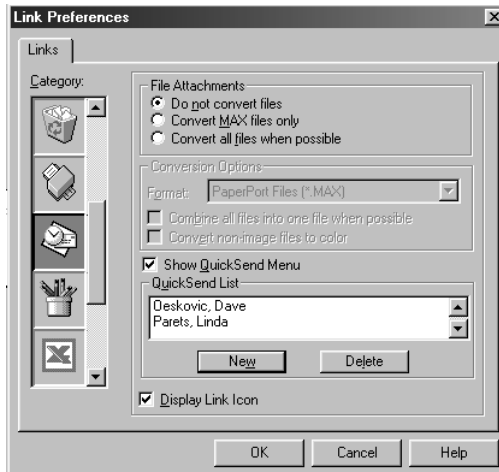 Link Preferences
Links
Category:
File Attachments
Do not convert files
Convert MAX files only
Convert all files when possible
Conversion Options
Format: PaperPort Files (*.MAX)
Combine all files into one file when possible
Convert non-image files to color
Show QuickSend Menu
QuickSend List
Oeskovic, Dave
Parets, Linda
New Delete
Display Link Icon
OK Cancel Help